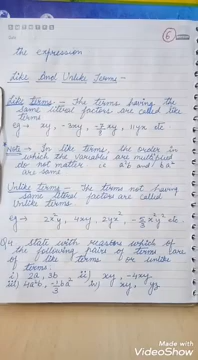 6
the expression
Like and Unlike Terms -
Like terms - The terms having the
same literal factors are called like
terms
eg → xy, -3xy, -7/3 xy, 11yx etc
Note → In like terms, the order in
which the variables are multiplied
do not matter i.e a²b and ba²
are same
Unlike terms - The terms not having
same literal factors are called
Unlike terms.
eg → 2x²y, 4xy, 2yx², -5/3 x²y² etc.
Q4 State with reasons which of
the following pairs of terms are
of like terms or unlike
terms:
i) 2a, 3b ii) xy, -4xy
iii) 4a²b, -2/3 ba² iv) xy, yz
Made with
VivaVideo